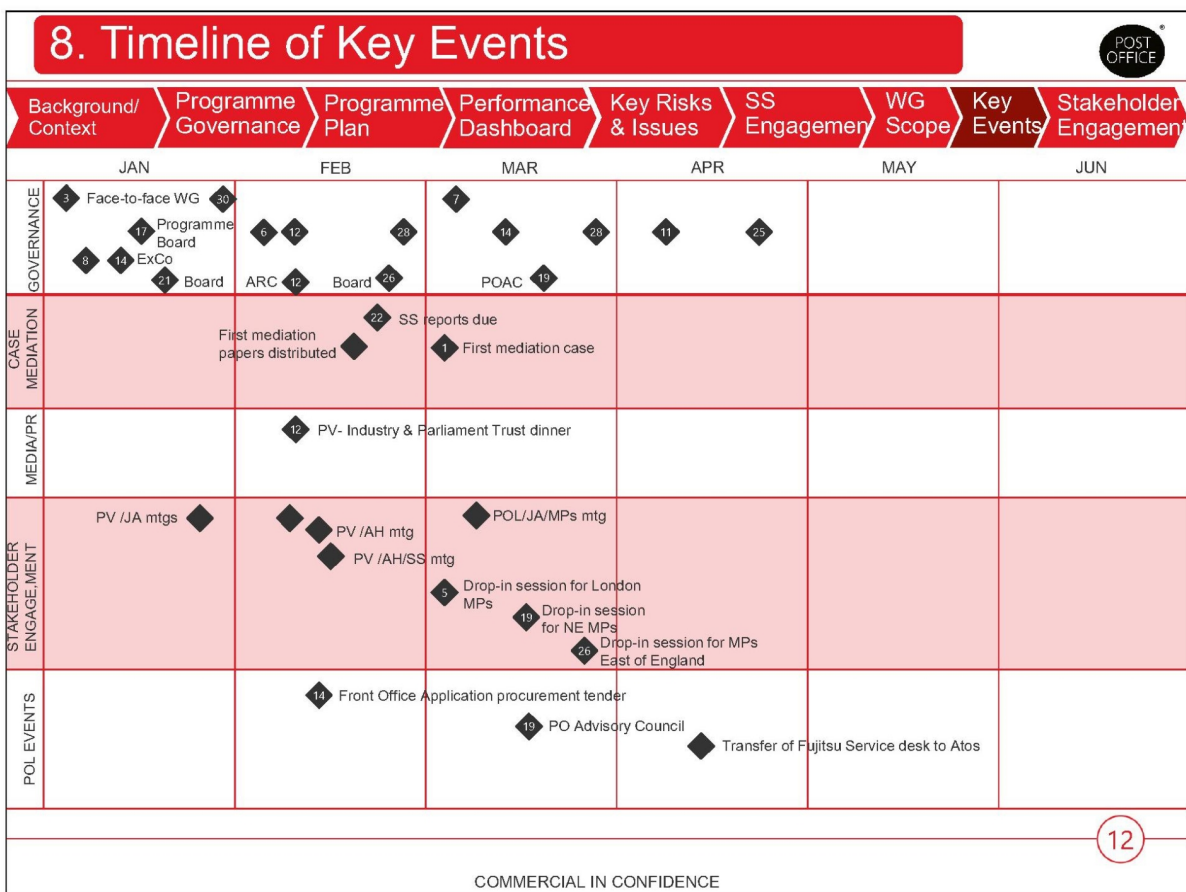 8. Timeline of Key Events
POST
OFFICE
®
Background/
Context
Programme
Governance
Programme
Plan
Performance
Dashboard
Key Risks
& Issues
SS
Engagemen
WG
Scope
Key
Events
Stakeholder
Engagement
JAN
FEB
MAR
APR
MAY
JUN
GOVERNANCE
3 Face-to-face WG 30
7
17 Programme
Board
6 12 28 14 28 11 25
8 14 ExCo
21 Board
ARC 12
Board 26
POAC 19
CASE
MEDIATION
22 SS reports due
First mediation
papers distributed
1 First mediation case
MEDIA/PR
12 PV- Industry & Parliament Trust dinner
STAKEHOLDER
ENGAGE,MENT
PV /JA mtgs
POL/JA/MPs mtg
PV /AH mtg
PV /AH/SS mtg
5 Drop-in session for London
MPs
19 Drop-in session
for NE MPs
26 Drop-in session for MPs
East of England
POL EVENTS
14 Front Office Application procurement tender
19 PO Advisory Council
Transfer of Fujitsu Service desk to Atos
12
COMMERCIAL IN CONFIDENCE